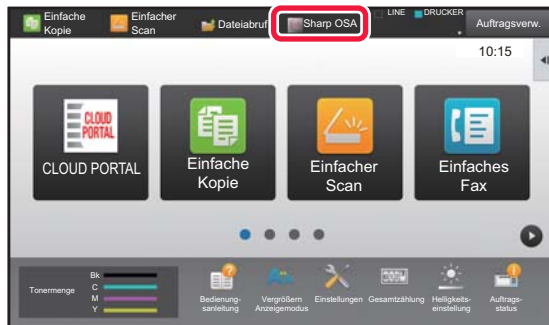 Einfache
Kopie
Einfacher
Scan
Dateiabruf
Sharp OSA
LINE
DRUCKER
Auftragsverw.
10:15
CLOUD
PORTAL
CLOUD PORTAL
Einfache
Kopie
Einfacher
Scan
Einfaches
Fax
Tonermenge
Bk
C
M
Y
Bedienung-
sanleitung
Vergrößern
Anzeigemodus
Einstellungen
Gesamtzählung
Helligkeits-
einstellung
Auftrags-
status